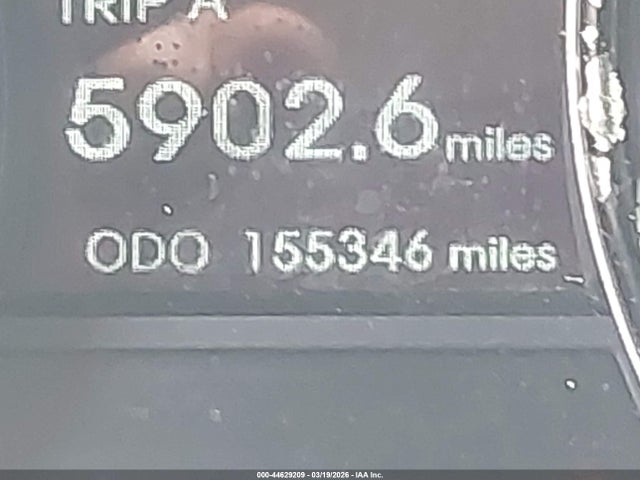 TRIP A
5902.6 miles
ODO 155346 miles
000-44629209 - 03/19/2026 - IAA Inc.